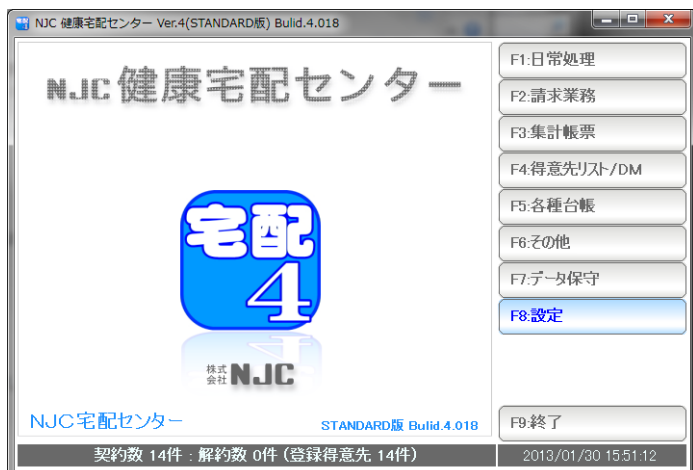 NJC 健康宅配センター Ver.4(STANDARD版) Bulid.4.018
NJC健康宅配センター
宅配
4
株式
会社 NJC
NJC宅配センター
STANDARD版 Bulid.4.018
F1:日常処理
F2:請求業務
F3:集計帳票
F4:得意先リスト/DM
F5:各種台帳
F6:その他
F7:データ保守
F8:設定
F9:終了
契約数 14件 : 解約数 0件 (登録得意先 14件)
2013/01/30 15:51:12